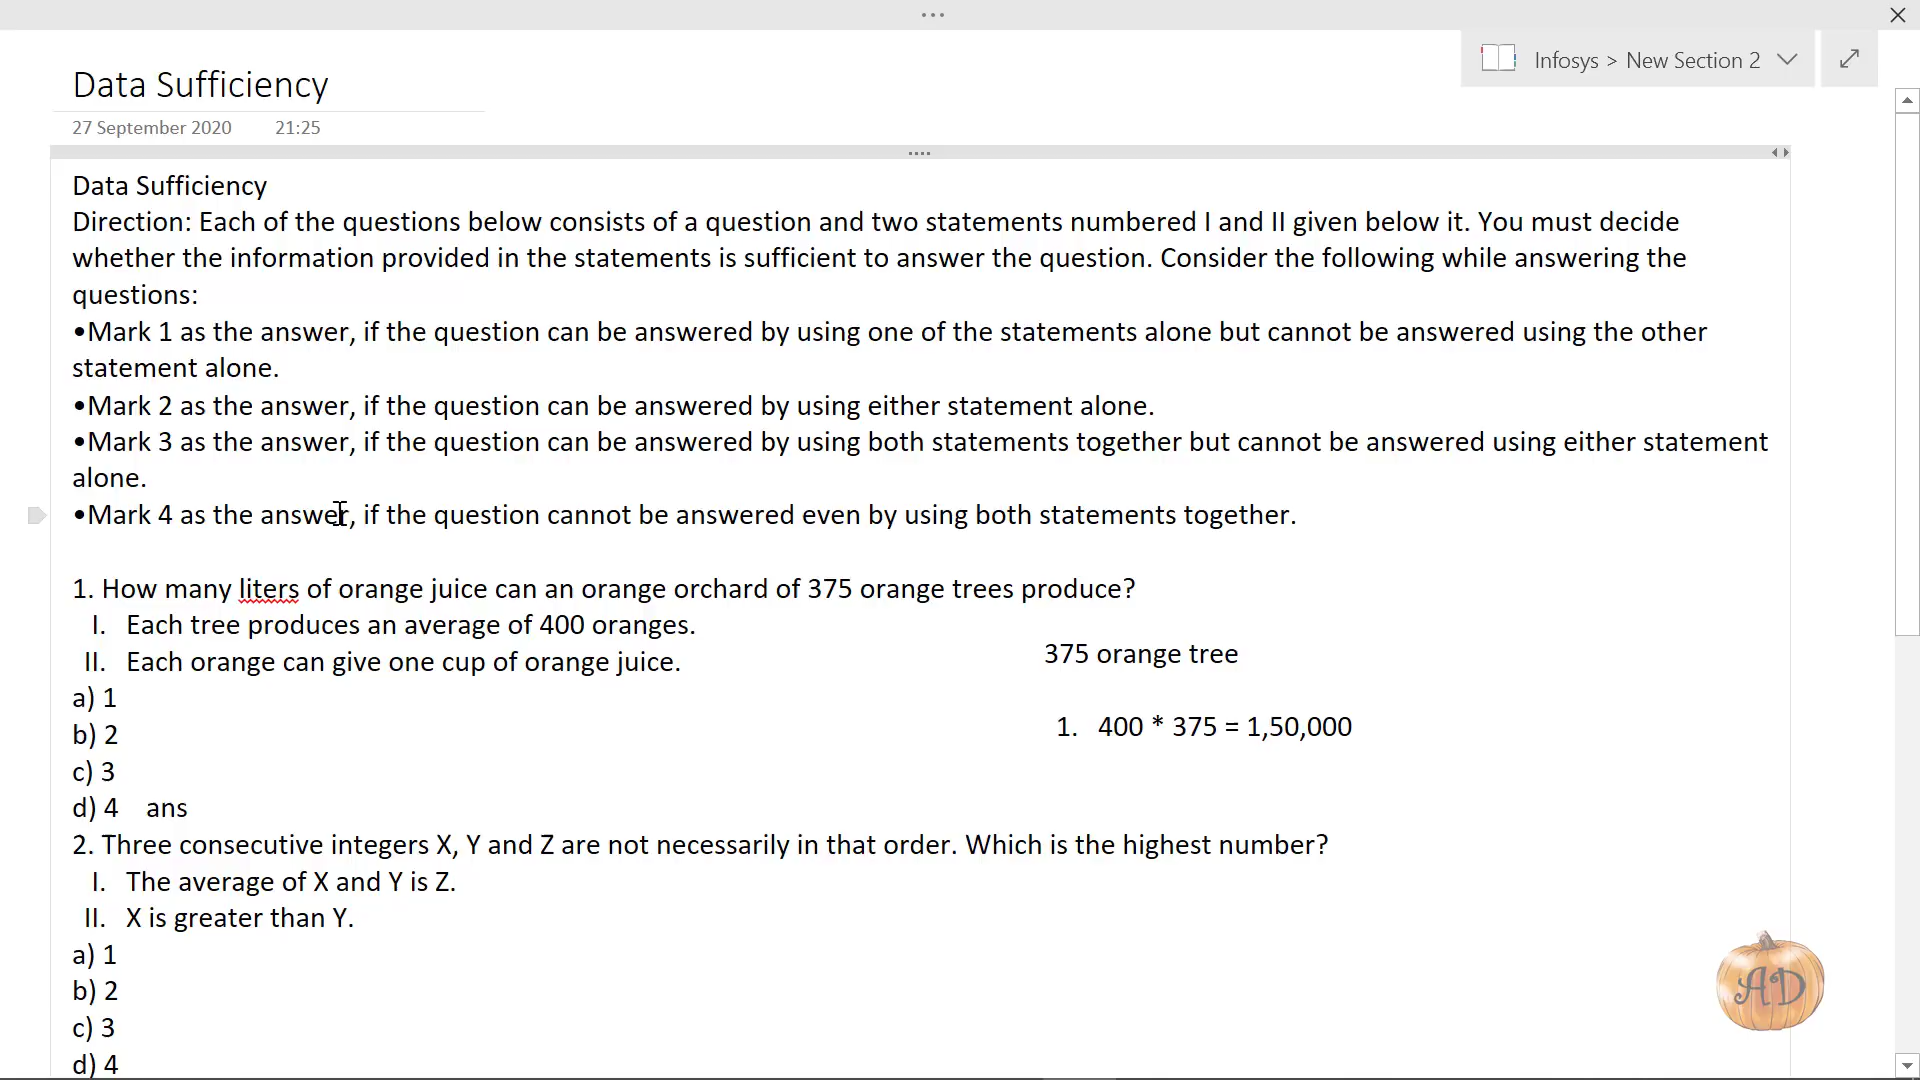 Infosys > New Section 2
Data Sufficiency
27 September 2020 21:25
Data Sufficiency
Direction: Each of the questions below consists of a question and two statements numbered I and II given below it. You must decide
whether the information provided in the statements is sufficient to answer the question. Consider the following while answering the
questions:
•Mark 1 as the answer, if the question can be answered by using one of the statements alone but cannot be answered using the other
statement alone.
•Mark 2 as the answer, if the question can be answered by using either statement alone.
•Mark 3 as the answer, if the question can be answered by using both statements together but cannot be answered using either statement
alone.
•Mark 4 as the answer, if the question cannot be answered even by using both statements together.
1. How many liters of orange juice can an orange orchard of 375 orange trees produce?
I. Each tree produces an average of 400 oranges.
II. Each orange can give one cup of orange juice.
375 orange tree
a) 1
1. 400 * 375 = 1,50,000
b) 2
c) 3
d) 4 ans
2. Three consecutive integers X, Y and Z are not necessarily in that order. Which is the highest number?
I. The average of X and Y is Z.
II. X is greater than Y.
a) 1
b) 2
c) 3
d) 4
AD